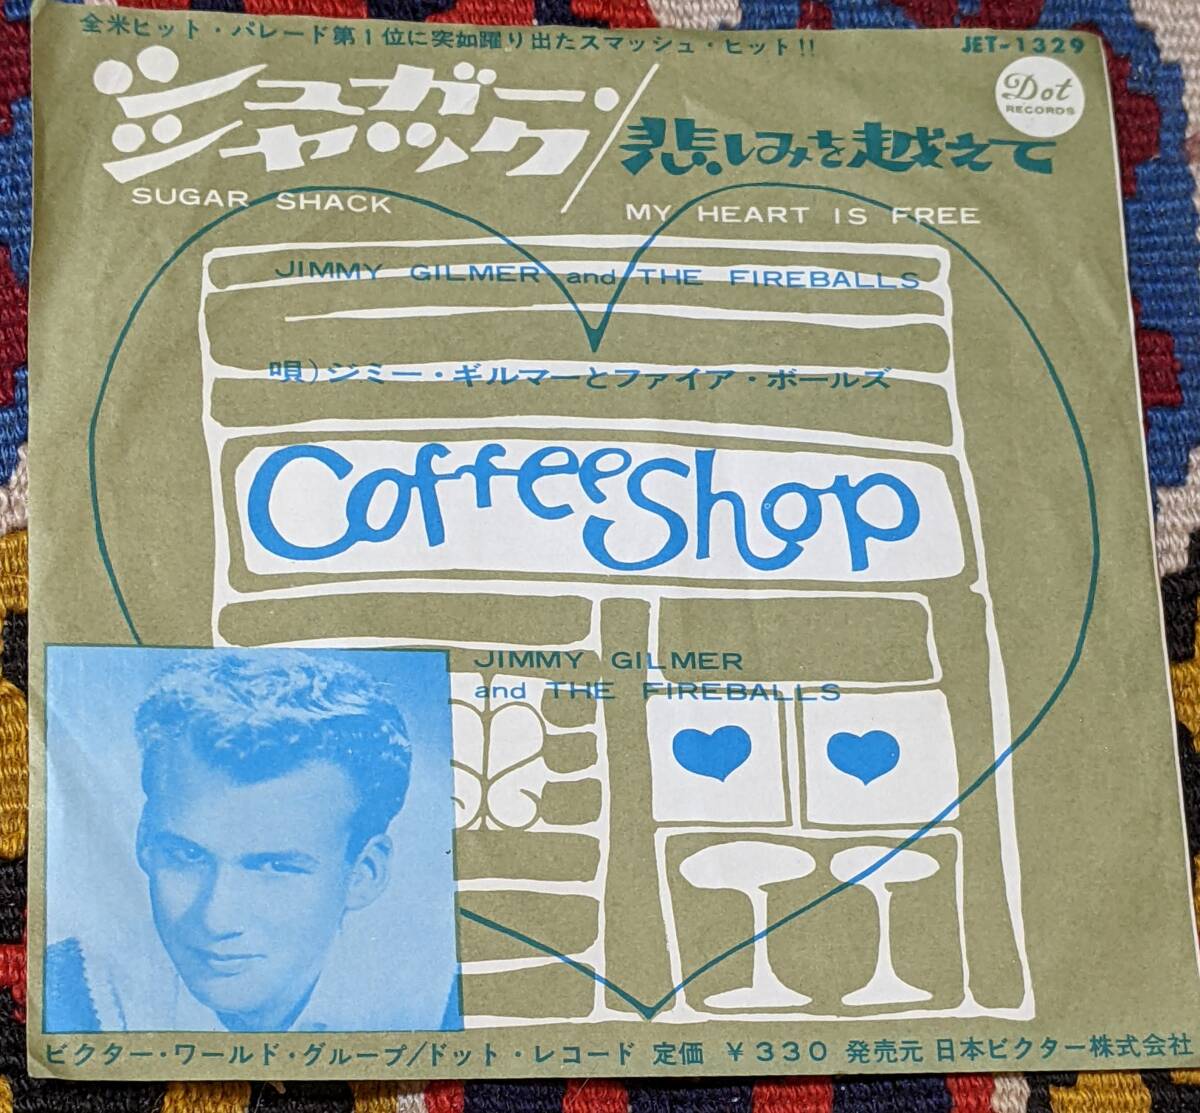 全米ヒット・パレード第1位に突如躍り出たスマッシュ・ヒット!!
JET-1329
Dot
RECORDS
シュガー・
シャック/
悲しみを越えて
SUGAR SHACK
MY HEART IS FREE
JIMMY GILMER and THE FIREBALLS
唄)ジミー・ギルマーとファイア・ボールズ
Coffee Shop
JIMMY GILMER
and THE FIREBALLS
ビクター・ワールド・グループ/ドット・レコード 定価 ¥330 発売元 日本ビクター株式会社